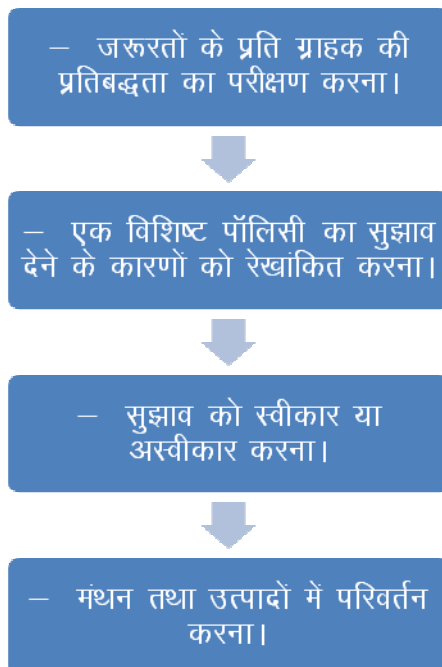 – जरूरतों के प्रति ग्राहक की
प्रतिबद्धता का परीक्षण करना।
– एक विशिष्ट पॉलिसी का सुझाव
देने के कारणों को रेखांकित करना।
– सुझाव को स्वीकार या
अस्वीकार करना।
– मंथन तथा उत्पादों में परिवर्तन
करना।